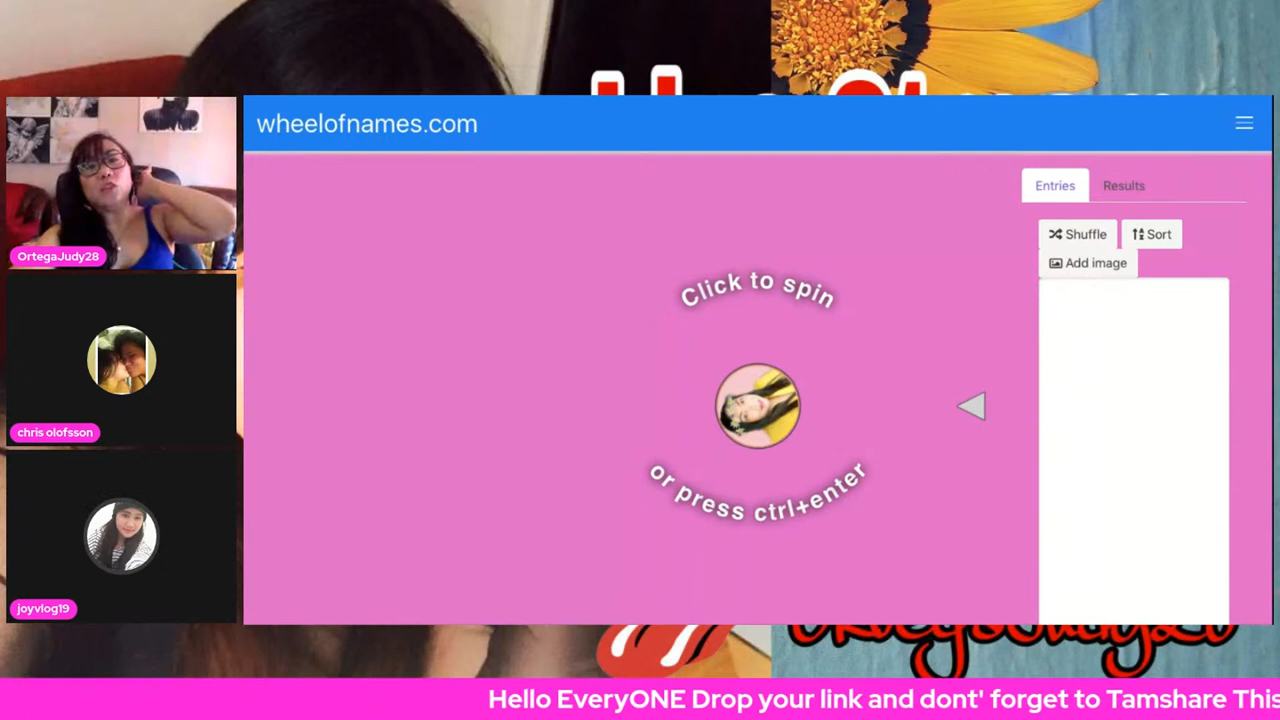 wheelofnames.com
Entries
Results
Shuffle
Sort
Add image
Click to spin
or press ctrl+enter
OrtegaJudy28
chris olofsson
joyvlog19
Hello EveryONE Drop your link and dont' forget to Tamshare This